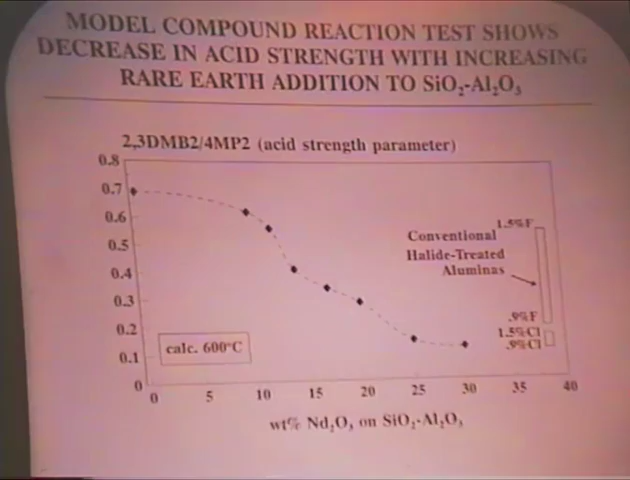 MODEL COMPOUND REACTION TEST SHOWS
DECREASE IN ACID STRENGTH WITH INCREASING
RARE EARTH ADDITION TO SiO₂-Al₂O₃
2,3DMB2/4MP2 (acid strength parameter)
0.8
0.7
0.6
0.5
0.4
0.3
0.2
0.1
0
1.5%F
Conventional
Halide-Treated
Aluminas
.9%F
1.5%Cl
.9%Cl
calc. 600°C
0 5 10 15 20 25 30 35 40
wt% Nd₂O₃ on SiO₂-Al₂O₃